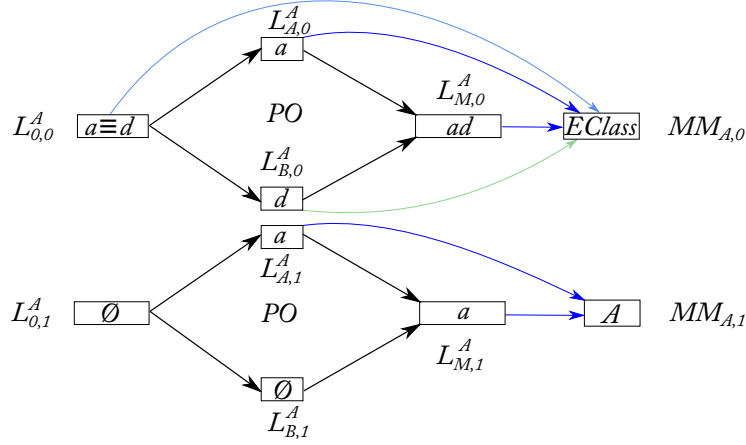 L^A_{A,0}
a
L^A_{M,0}
L^A_{0,0} a≡d PO ad EClass MM_{A,0}
L^A_{B,0}
d
a
L^A_{A,1}
L^A_{0,1} Ø PO a A MM_{A,1}
L^A_{M,1}
Ø
L^A_{B,1}